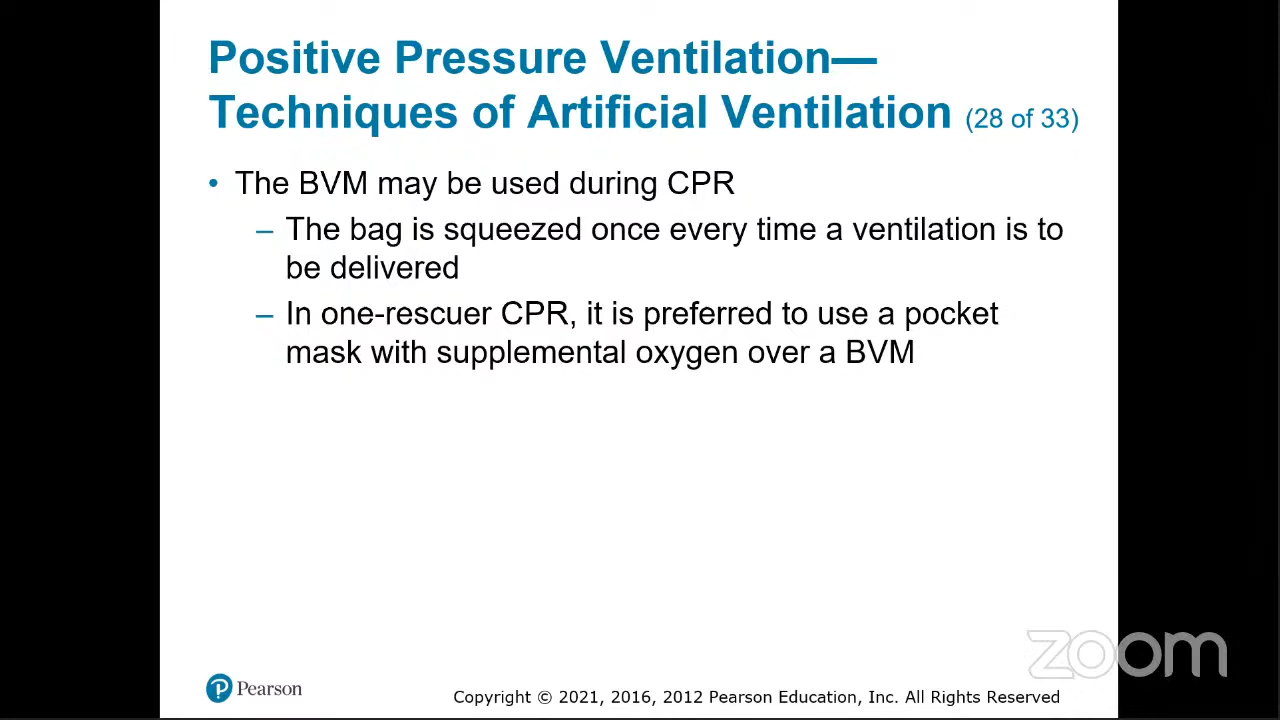 Positive Pressure Ventilation—
Techniques of Artificial Ventilation (28 of 33)
• The BVM may be used during CPR
– The bag is squeezed once every time a ventilation is to
be delivered
– In one-rescuer CPR, it is preferred to use a pocket
mask with supplemental oxygen over a BVM
zoom
P Pearson
Copyright © 2021, 2016, 2012 Pearson Education, Inc. All Rights Reserved